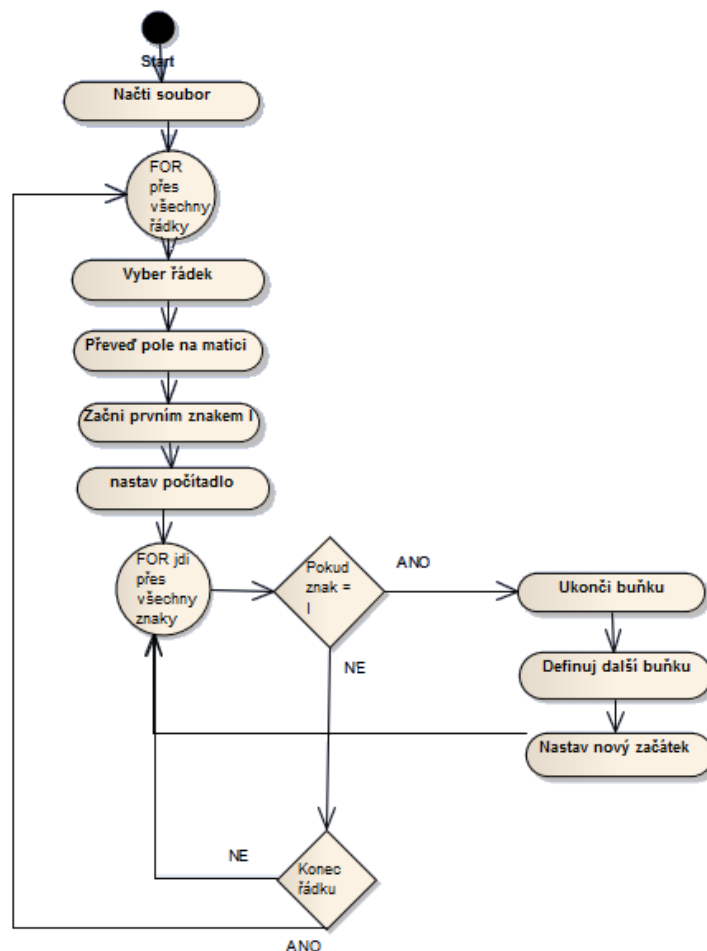 Start
Načti soubor
FOR
přes
všechny
řádky
Vyber řádek
Převeď pole na matici
Začni prvním znakem I
nastav počítadlo
FOR jdi
přes
všechny
znaky
Pokud
znak =
I
ANO
Ukonči buňku
Definuj další buňku
Nastav nový začátek
NE
Konec
řádku
NE
ANO